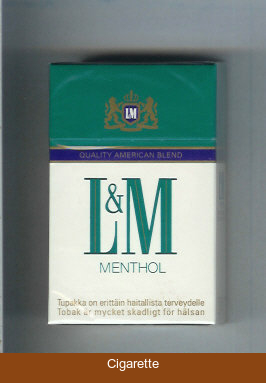 LM
QUALITY AMERICAN BLEND
L&M
MENTHOL
Tupakka on erittäin haitallista terveydelle
Tobak är mycket skadligt för hälsan
Cigarette